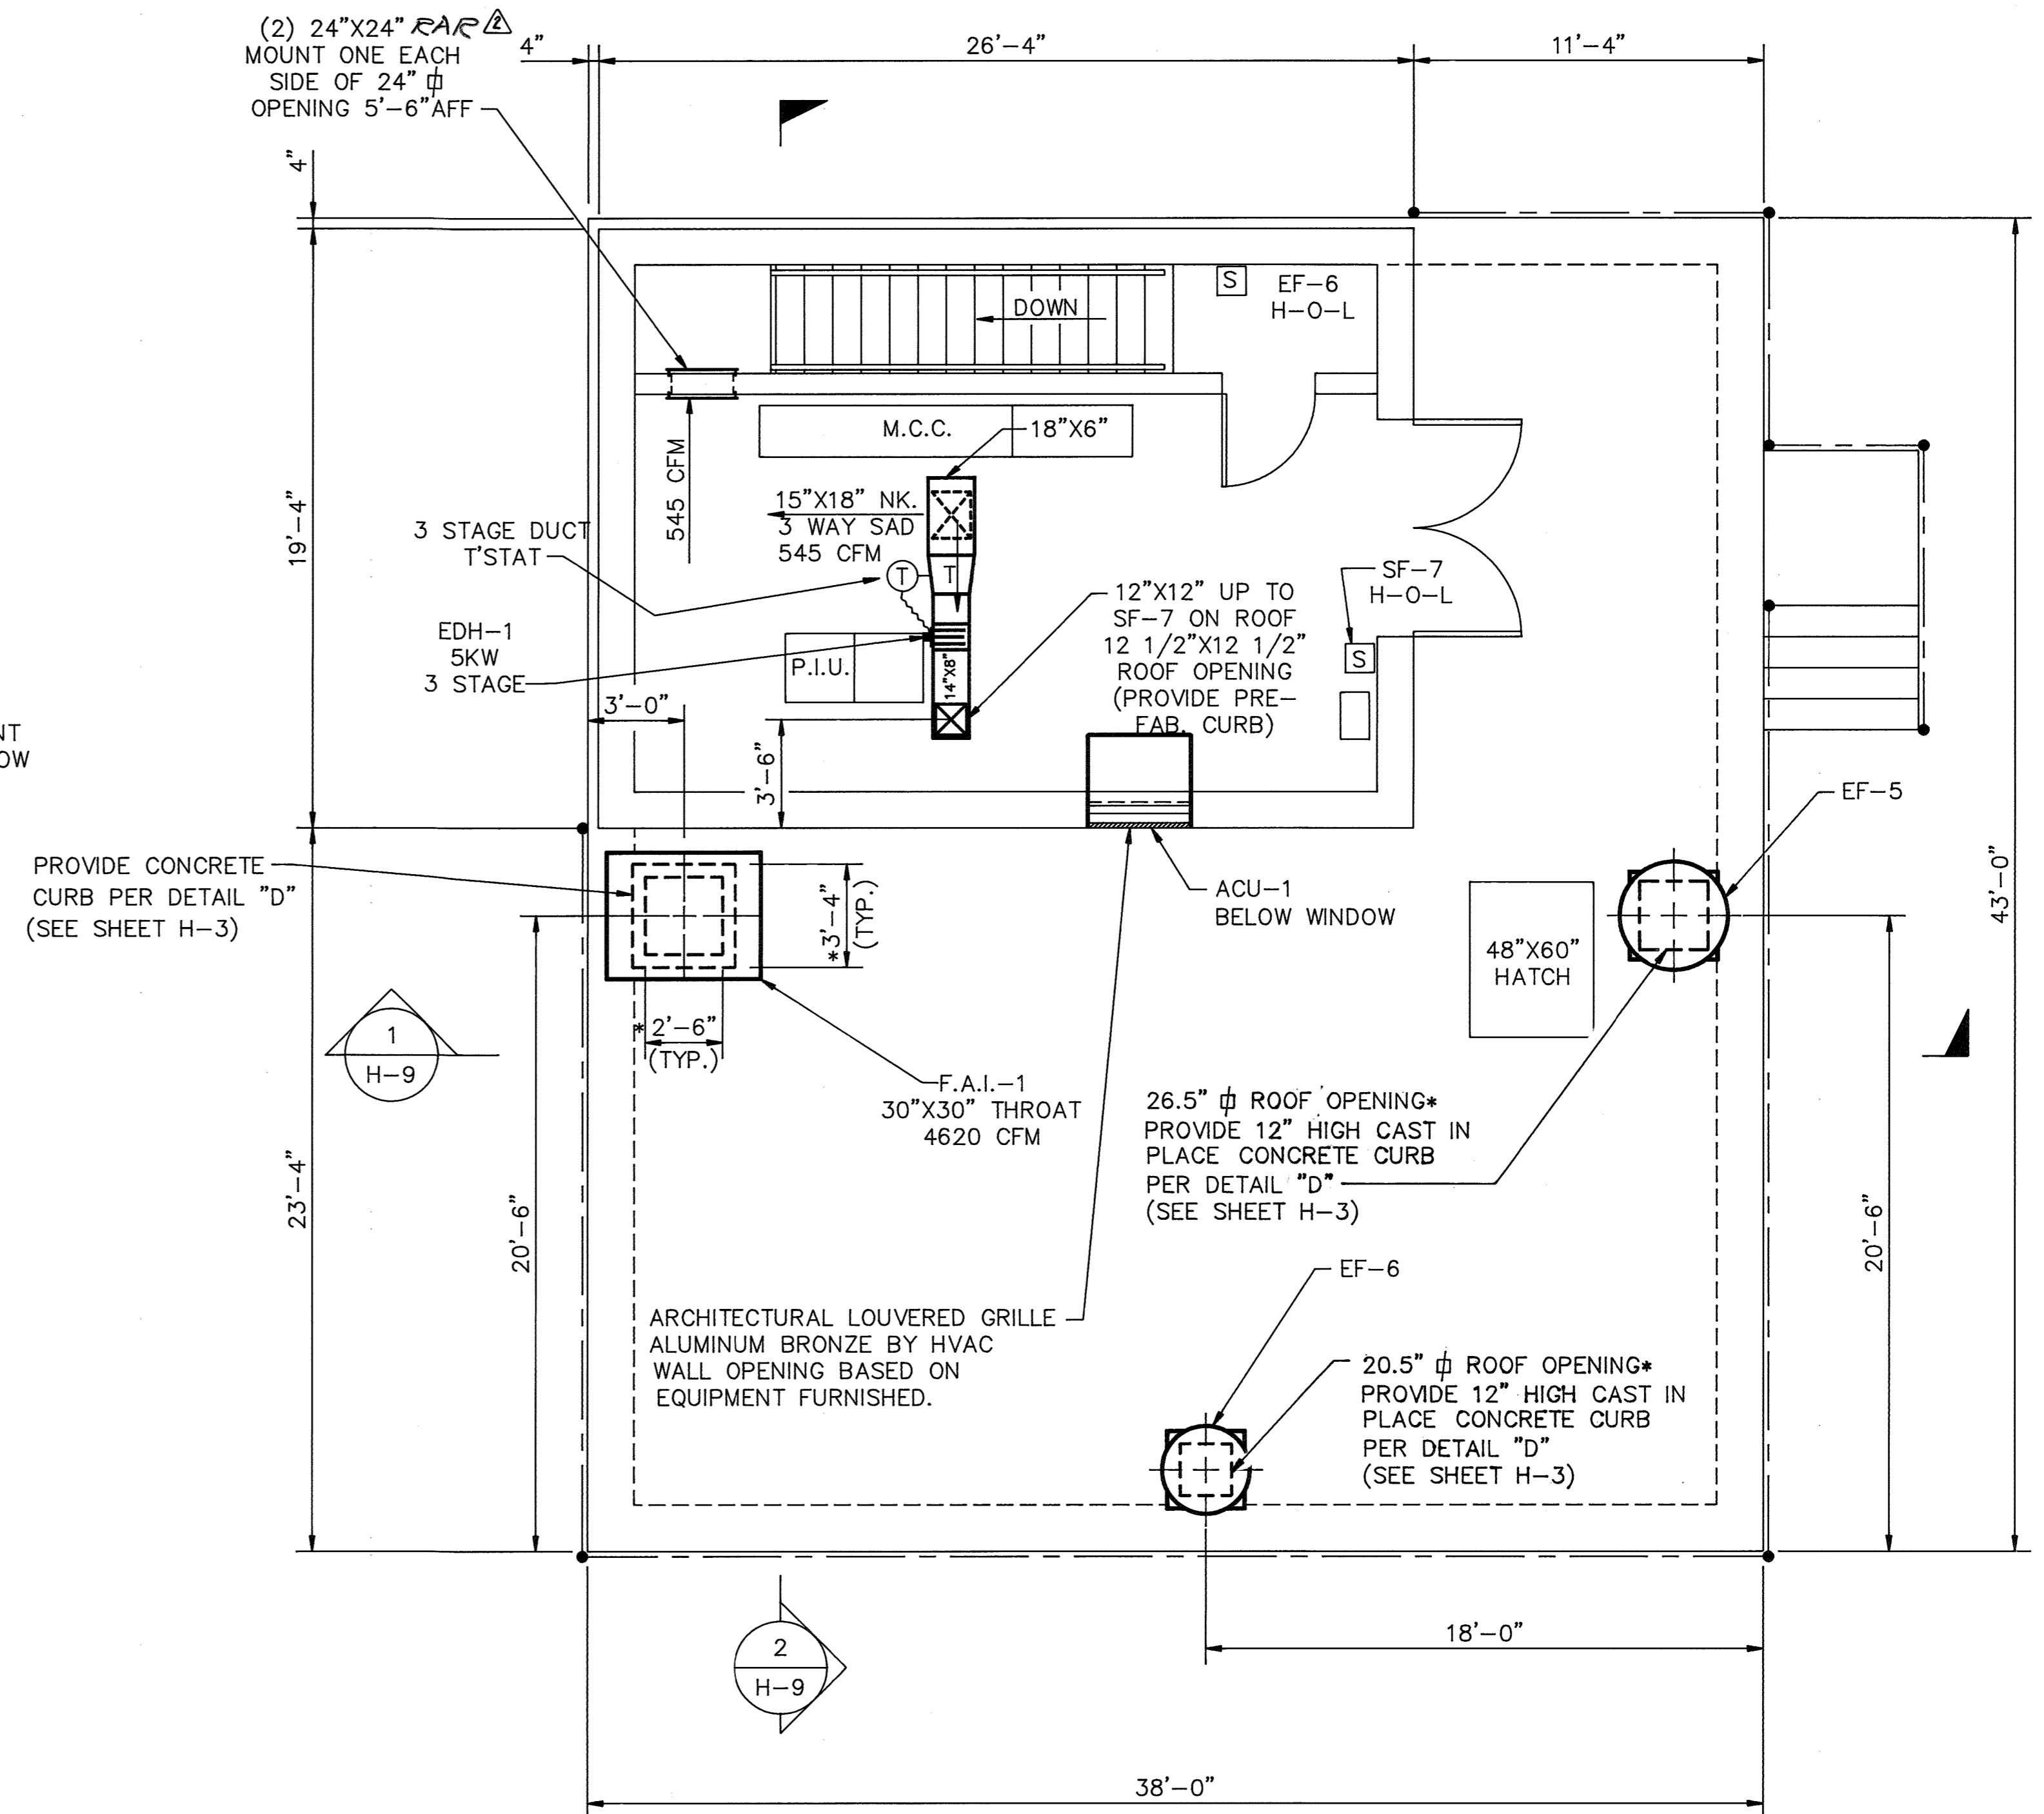 (2) 24"X24" RAR 2
MOUNT ONE EACH
SIDE OF 24" ⏀
OPENING 5'-6"AFF
4"
26'-4"
11'-4"
4"
19'-4"
DOWN
S
EF-6
H-O-L
M.C.C.
18"X6"
545 CFM
15"X18" NK.
3 WAY SAD
545 CFM
3 STAGE DUCT
T'STAT
T
T
SF-7
H-O-L
S
12"X12" UP TO
SF-7 ON ROOF
12 1/2"X12 1/2"
ROOF OPENING
(PROVIDE PRE-
FAB. CURB)
EDH-1
5KW
3 STAGE
P.I.U.
14"X8"
3'-0"
3'-6"
NT
OW
EF-5
PROVIDE CONCRETE
CURB PER DETAIL "D"
(SEE SHEET H-3)
*3'-4"
(TYP.)
ACU-1
BELOW WINDOW
48"X60"
HATCH
43'-0"
* 2'-6"
(TYP.)
1
H-9
F.A.I.-1
30"X30" THROAT
4620 CFM
26.5" ⏀ ROOF OPENING*
PROVIDE 12" HIGH CAST IN
PLACE CONCRETE CURB
PER DETAIL "D"
(SEE SHEET H-3)
23'-4"
20'-6"
20'-6"
EF-6
ARCHITECTURAL LOUVERED GRILLE
ALUMINUM BRONZE BY HVAC
WALL OPENING BASED ON
EQUIPMENT FURNISHED.
20.5" ⏀ ROOF OPENING*
PROVIDE 12" HIGH CAST IN
PLACE CONCRETE CURB
PER DETAIL "D"
(SEE SHEET H-3)
18'-0"
2
H-9
38'-0"